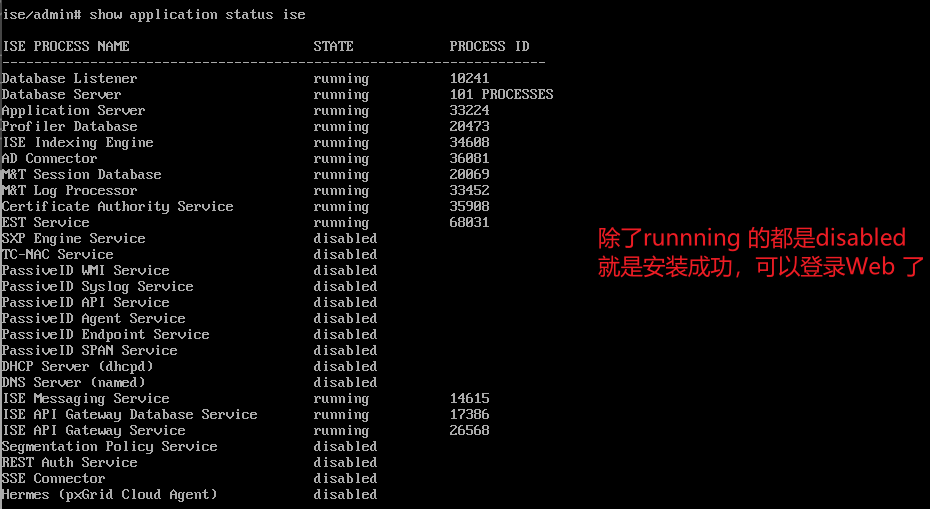 ise/admin# show application status ise
ISE PROCESS NAME STATE PROCESS ID
--------------------------------------------------------------------
Database Listener running 10241
Database Server running 101 PROCESSES
Application Server running 33224
Profiler Database running 20473
ISE Indexing Engine running 34608
AD Connector running 36081
M&T Session Database running 20069
M&T Log Processor running 33452
Certificate Authority Service running 35908
EST Service running 68031
SXP Engine Service disabled
TC-NAC Service disabled
PassiveID WMI Service disabled
PassiveID Syslog Service disabled
PassiveID API Service disabled
PassiveID Agent Service disabled
PassiveID Endpoint Service disabled
PassiveID SPAN Service disabled
DHCP Server (dhcpd) disabled
DNS Server (named) disabled
ISE Messaging Service running 14615
ISE API Gateway Database Service running 17386
ISE API Gateway Service running 26568
Segmentation Policy Service disabled
REST Auth Service disabled
SSE Connector disabled
Hermes (pxGrid Cloud Agent) disabled
除了runnning 的都是disabled
就是安装成功，可以登录Web 了